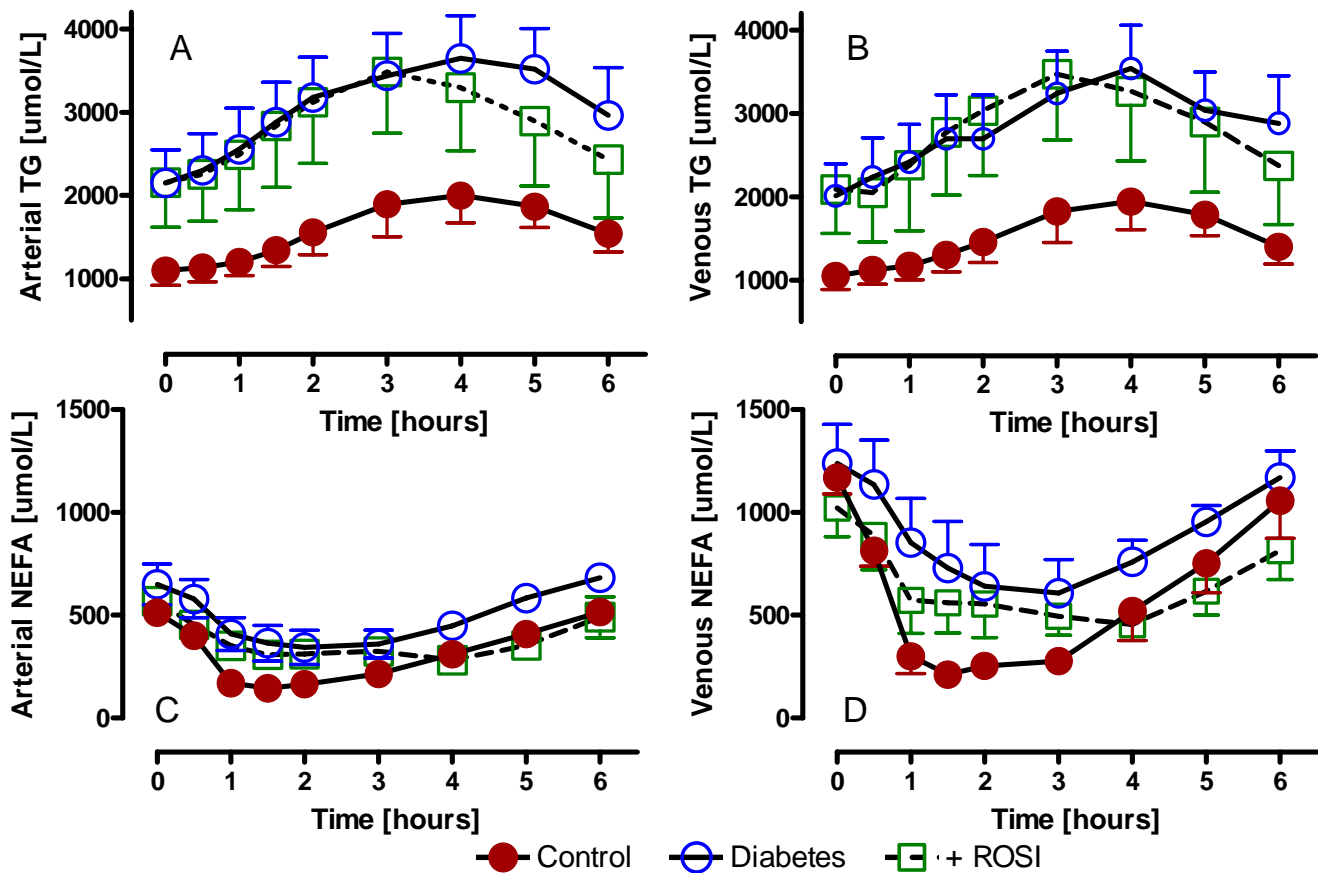 A
Arterial TG [umol/L]
4000
3000
2000
1000
0 1 2 3 4 5 6
Time [hours]
B
Venous TG [umol/L]
4000
3000
2000
1000
0 1 2 3 4 5 6
Time [hours]
C
Arterial NEFA [umol/L]
1500
1000
500
0
0 1 2 3 4 5 6
Time [hours]
D
Venous NEFA [umol/L]
1500
1000
500
0
0 1 2 3 4 5 6
Time [hours]
Control Diabetes + ROSI